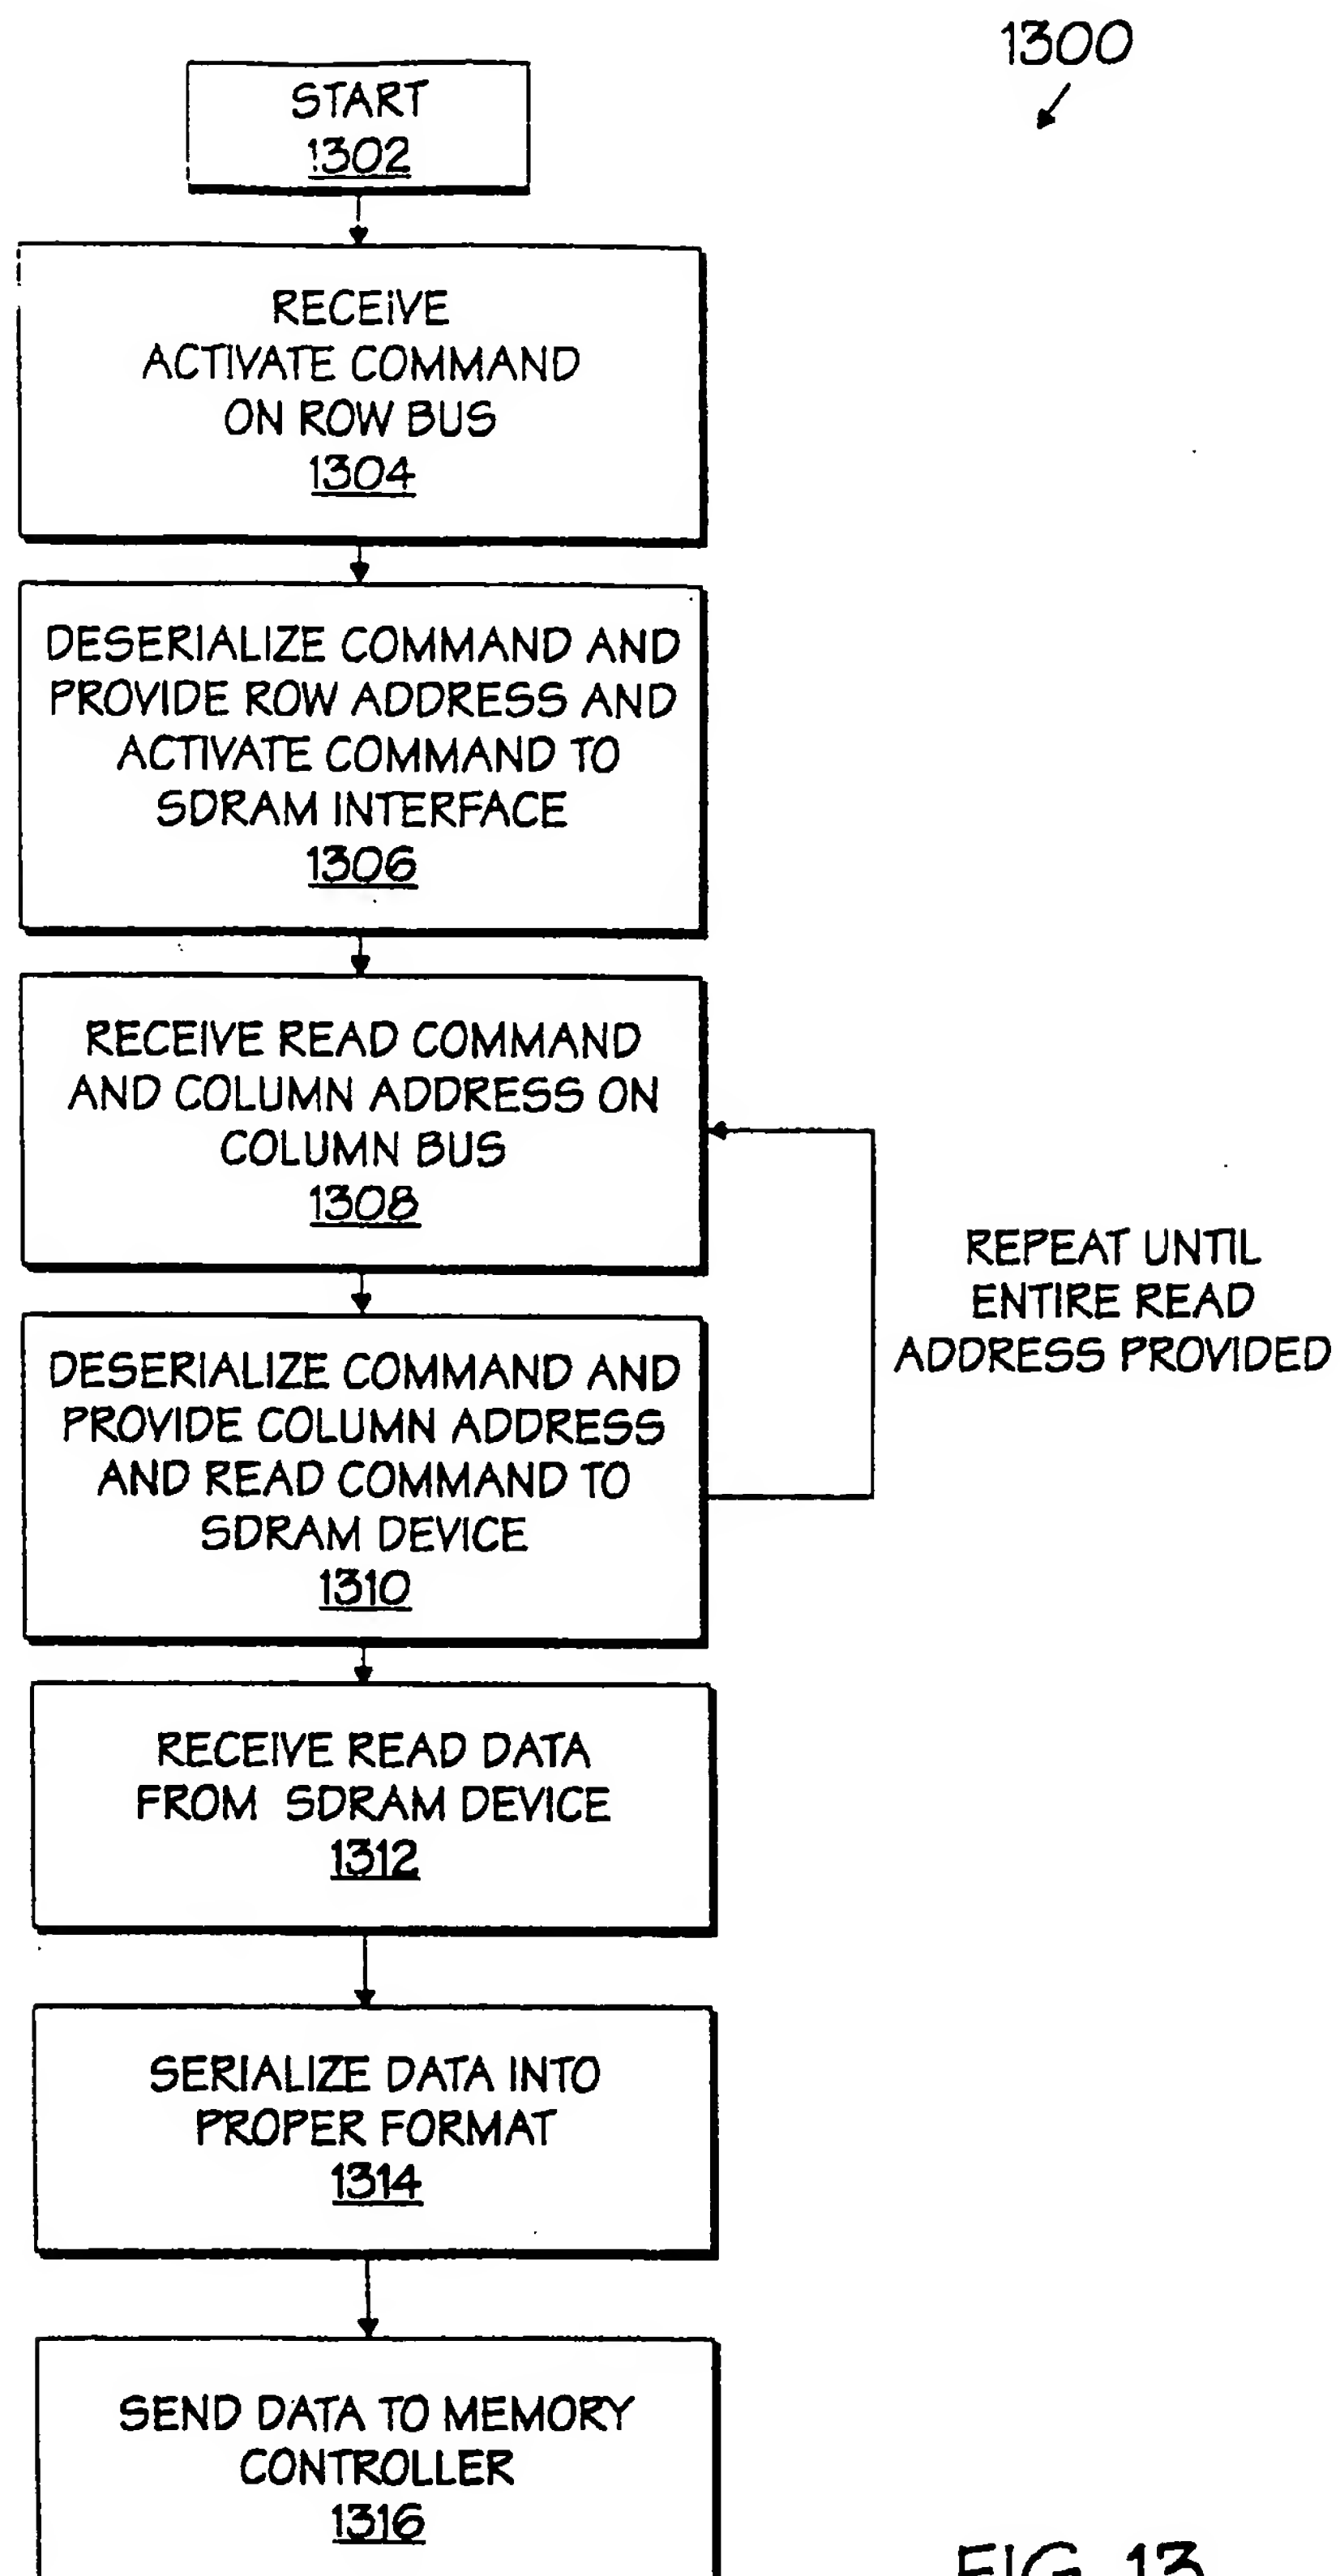 1300
START
1302
RECEIVE
ACTIVATE COMMAND
ON ROW BUS
1304
DESERIALIZE COMMAND AND
PROVIDE ROW ADDRESS AND
ACTIVATE COMMAND TO
SDRAM INTERFACE
1306
RECEIVE READ COMMAND
AND COLUMN ADDRESS ON
COLUMN BUS
1308
REPEAT UNTIL
ENTIRE READ
ADDRESS PROVIDED
DESERIALIZE COMMAND AND
PROVIDE COLUMN ADDRESS
AND READ COMMAND TO
SDRAM DEVICE
1310
RECEIVE READ DATA
FROM SDRAM DEVICE
1312
SERIALIZE DATA INTO
PROPER FORMAT
1314
SEND DATA TO MEMORY
CONTROLLER
1316
FIG. 13